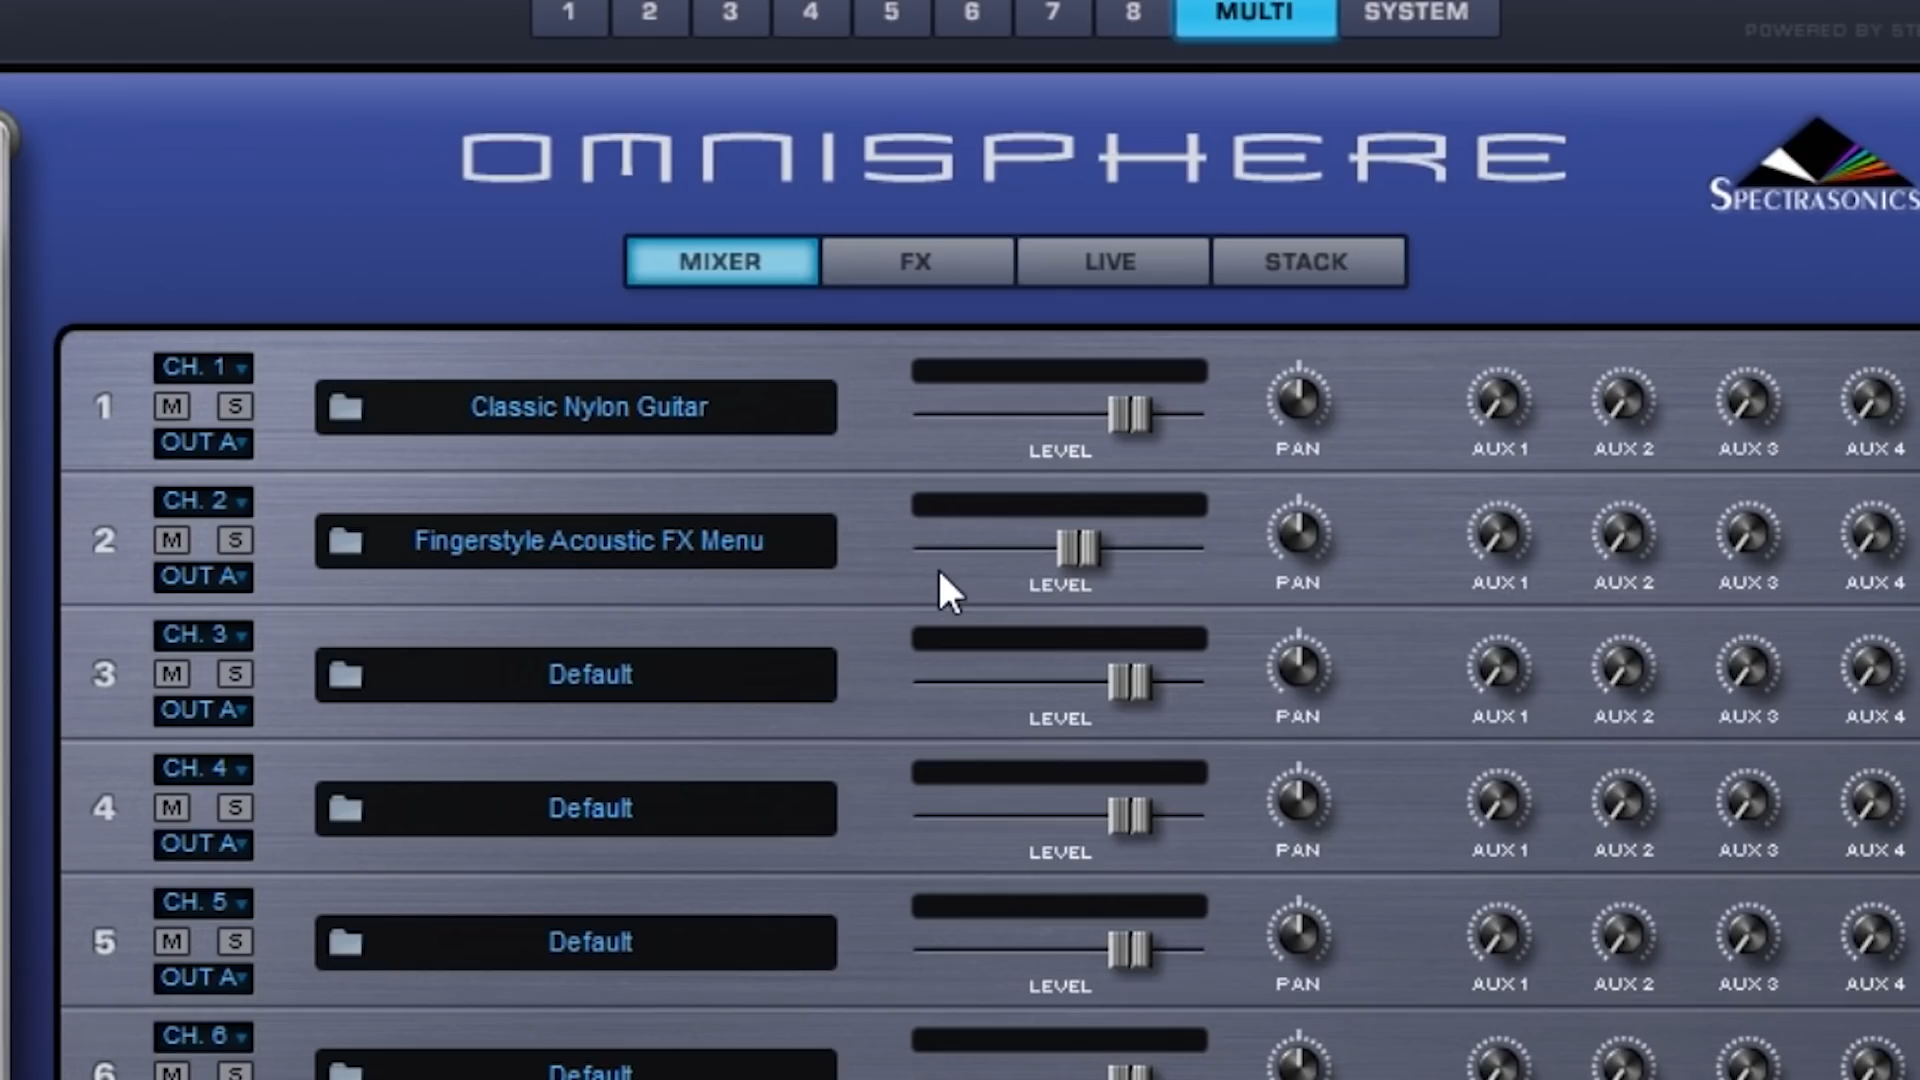 1 2 3 4 5 6 7 8 MULTI SYSTEM
POWERED BY
OMNISPHERE
SPECTRASONICS
MIXER FX LIVE STACK
CH. 1
1 M S Classic Nylon Guitar
OUT A
LEVEL PAN AUX 1 AUX 2 AUX 3 AUX 4
CH. 2
2 M S Fingerstyle Acoustic FX Menu
OUT A
LEVEL PAN AUX 1 AUX 2 AUX 3 AUX 4
CH. 3
3 M S Default
OUT A
LEVEL PAN AUX 1 AUX 2 AUX 3 AUX 4
CH. 4
4 M S Default
OUT A
LEVEL PAN AUX 1 AUX 2 AUX 3 AUX 4
CH. 5
5 M S Default
OUT A
LEVEL PAN AUX 1 AUX 2 AUX 3 AUX 4
CH. 6
6 M S Default